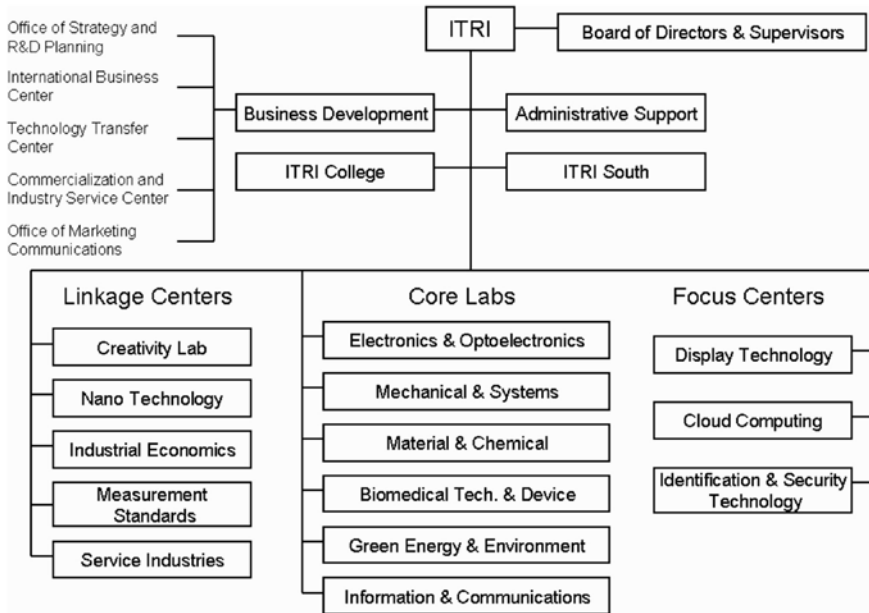 Office of Strategy and
R&D Planning
International Business
Center
Technology Transfer
Center
Commercialization and
Industry Service Center
Office of Marketing
Communications
ITRI
Board of Directors & Supervisors
Business Development
Administrative Support
ITRI College
ITRI South
Linkage Centers
Creativity Lab
Nano Technology
Industrial Economics
Measurement
Standards
Service Industries
Core Labs
Electronics & Optoelectronics
Mechanical & Systems
Material & Chemical
Biomedical Tech. & Device
Green Energy & Environment
Information & Communications
Focus Centers
Display Technology
Cloud Computing
Identification & Security
Technology